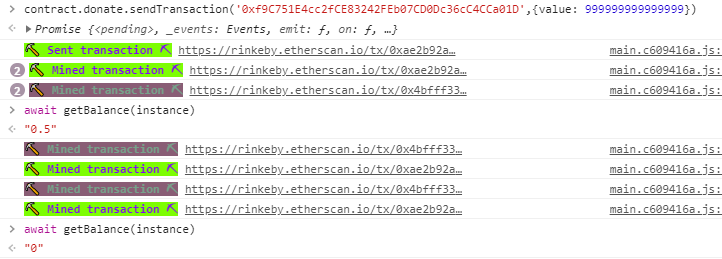 contract.donate.sendTransaction('0xf9C751E4cc2fCE83242FEb07CD0Dc36cC4CCa01D',{value: 999999999999999})
Promise {<pending>, _events: Events, emit: ƒ, on: ƒ, …}
Sent transaction https://rinkeby.etherscan.io/tx/0xae2b92a… main.c609416a.js:
2 Mined transaction https://rinkeby.etherscan.io/tx/0xae2b92a… main.c609416a.js:
2 Mined transaction https://rinkeby.etherscan.io/tx/0x4bfff33… main.c609416a.js:
await getBalance(instance)
"0.5"
Mined transaction https://rinkeby.etherscan.io/tx/0x4bfff33… main.c609416a.js:
Mined transaction https://rinkeby.etherscan.io/tx/0xae2b92a… main.c609416a.js:
Mined transaction https://rinkeby.etherscan.io/tx/0x4bfff33… main.c609416a.js:
Mined transaction https://rinkeby.etherscan.io/tx/0xae2b92a… main.c609416a.js:
await getBalance(instance)
"0"